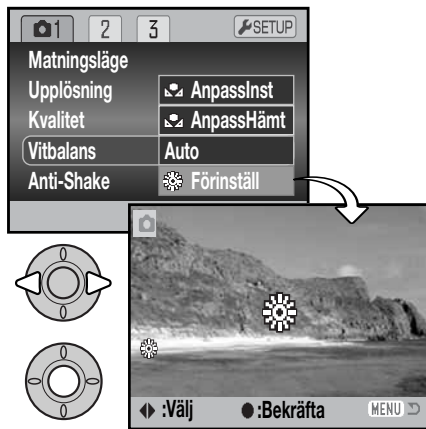 1 2 3 SETUP
Matningsläge
Upplösning AnpassInst
Kvalitet AnpassHämt
Vitbalans Auto
Anti-Shake Förinställ
:Välj :Bekräfta MENU